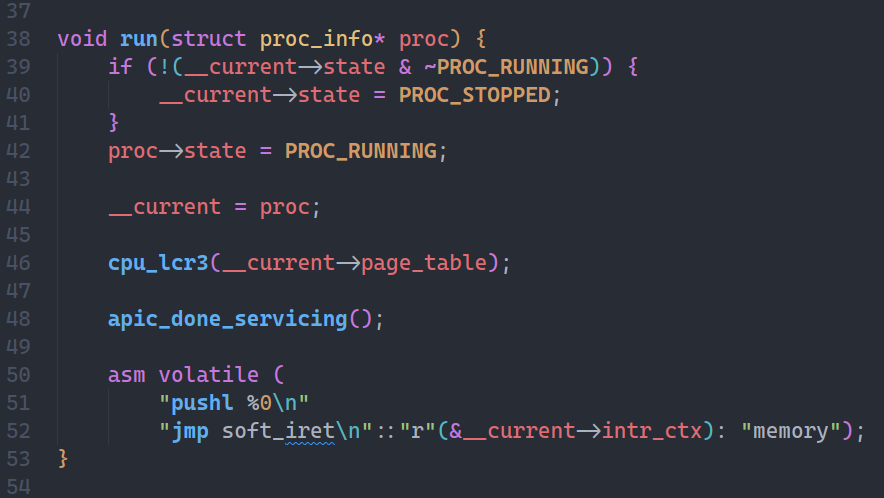 37
38 void run(struct proc_info* proc) {
39     if (!(__current->state & ~PROC_RUNNING)) {
40         __current->state = PROC_STOPPED;
41     }
42     proc->state = PROC_RUNNING;
43
44     __current = proc;
45
46     cpu_lcr3(__current->page_table);
47
48     apic_done_servicing();
49
50     asm volatile (
51         "pushl %0\n"
52         "jmp soft_iret\n"::"r"(&__current->intr_ctx): "memory");
53 }
54